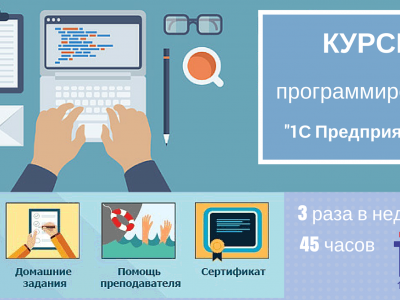 КУРС
программиро
"1С Предприя
3 раза в нед
45 часов
Домашние
задания
Помощь
преподавателя
Сертификат